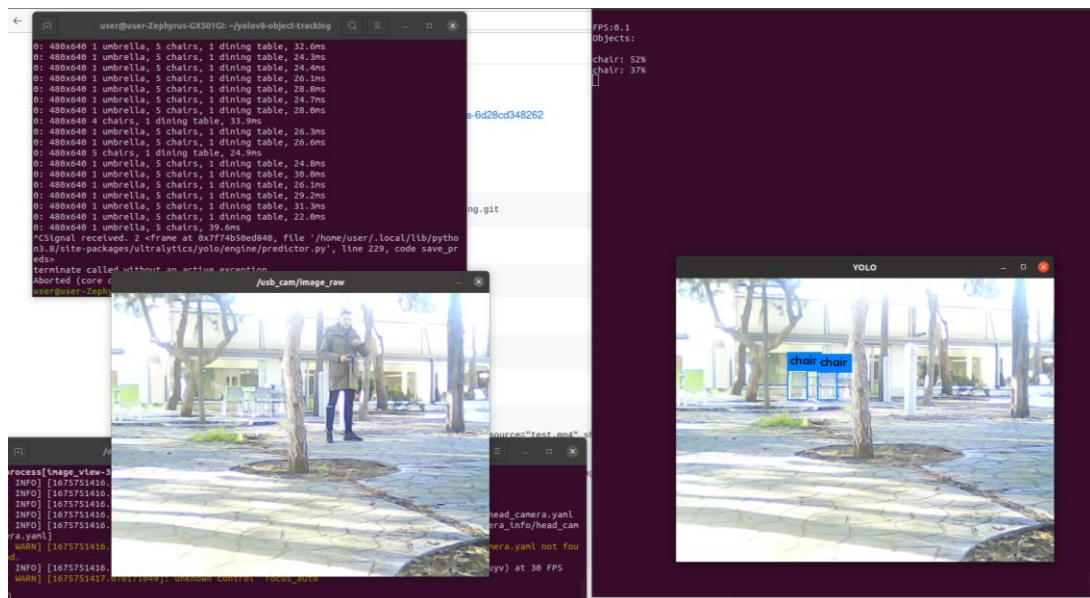 user@user-Zephyrus-GX501GI: ~/yolov8-object-tracking
0: 480x640 1 umbrella, 5 chairs, 1 dining table, 32.6ms
0: 480x640 1 umbrella, 5 chairs, 1 dining table, 24.3ms
0: 480x640 1 umbrella, 5 chairs, 1 dining table, 24.4ms
0: 480x640 1 umbrella, 5 chairs, 1 dining table, 26.1ms
0: 480x640 1 umbrella, 5 chairs, 1 dining table, 28.8ms
0: 480x640 1 umbrella, 5 chairs, 1 dining table, 24.7ms
0: 480x640 1 umbrella, 5 chairs, 1 dining table, 28.0ms
0: 480x640 4 chairs, 1 dining table, 33.9ms
0: 480x640 1 umbrella, 5 chairs, 1 dining table, 26.3ms
0: 480x640 1 umbrella, 5 chairs, 1 dining table, 26.6ms
0: 480x640 5 chairs, 1 dining table, 24.9ms
0: 480x640 1 umbrella, 5 chairs, 1 dining table, 24.8ms
0: 480x640 1 umbrella, 5 chairs, 1 dining table, 30.0ms
0: 480x640 1 umbrella, 5 chairs, 1 dining table, 26.1ms
0: 480x640 1 umbrella, 5 chairs, 1 dining table, 29.2ms
0: 480x640 1 umbrella, 5 chairs, 1 dining table, 31.3ms
0: 480x640 1 umbrella, 5 chairs, 1 dining table, 22.0ms
0: 480x640 1 umbrella, 5 chairs, 39.6ms
^CSignal received. 2 <frame at 0x7f74b50ed840, file '/home/user/.local/lib/pytho
n3.8/site-packages/ultralytics/yolo/engine/predictor.py', line 229, code save_pr
eds>
terminate called without an active exception
Aborted (core
user@user-Zephy
a-6d28cd348262
ng.git
source="test.mp4"
/usb_cam/image_raw
process[image_view-3
INFO] [1675751416.
INFO] [1675751416.
INFO] [1675751416.
INFO] [1675751416.
head_camera.yaml
INFO] [1675751416.
era_info/head_cam
era.yaml]
WARN] [1675751416.
mera.yaml not fou
nd.
INFO] [1675751416.
uyv) at 30 FPS
WARN] [1675751417.070171049]: unknown control 'focus_auto'
FPS:0.1
Objects:
chair: 52%
chair: 37%
YOLO
chair chair